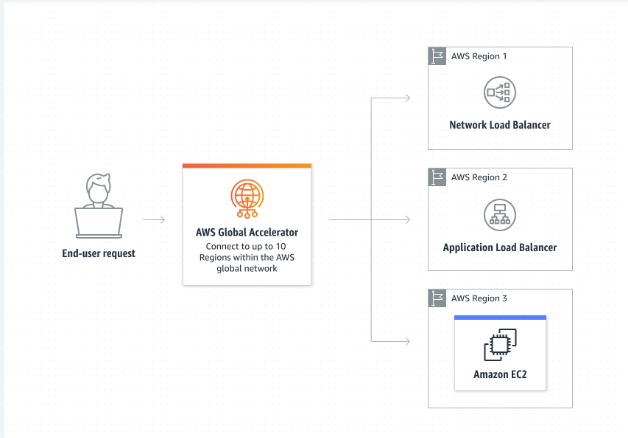 End-user request
AWS Global Accelerator
Connect to up to 10
Regions within the AWS
global network
AWS Region 1
Network Load Balancer
AWS Region 2
Application Load Balancer
AWS Region 3
Amazon EC2